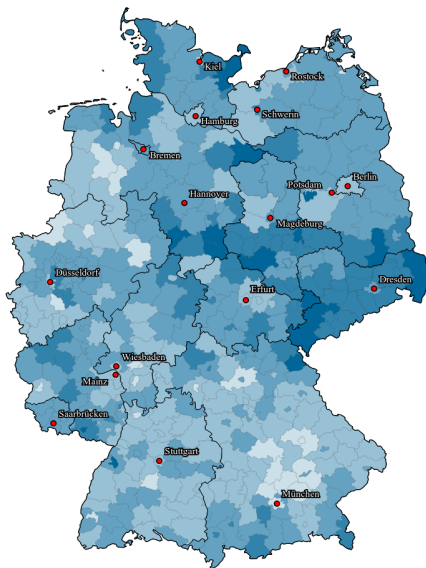 Kiel
Rostock
Schwerin
Hamburg
Bremen
Berlin
Potsdam
Hannover
Magdeburg
Düsseldorf
Erfurt
Dresden
Wiesbaden
Mainz
Saarbrücken
Stuttgart
München